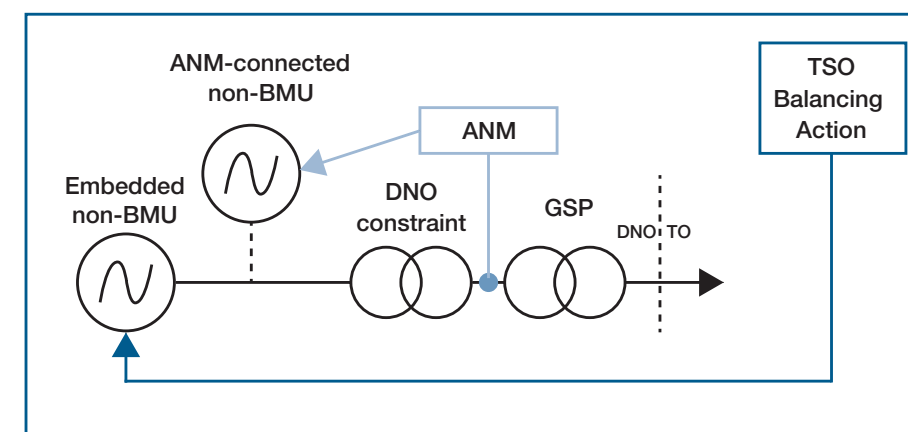 ANM-connected
non-BMU
TSO
Balancing
Action
ANM
Embedded
non-BMU
DNO
constraint
GSP
DNO TO